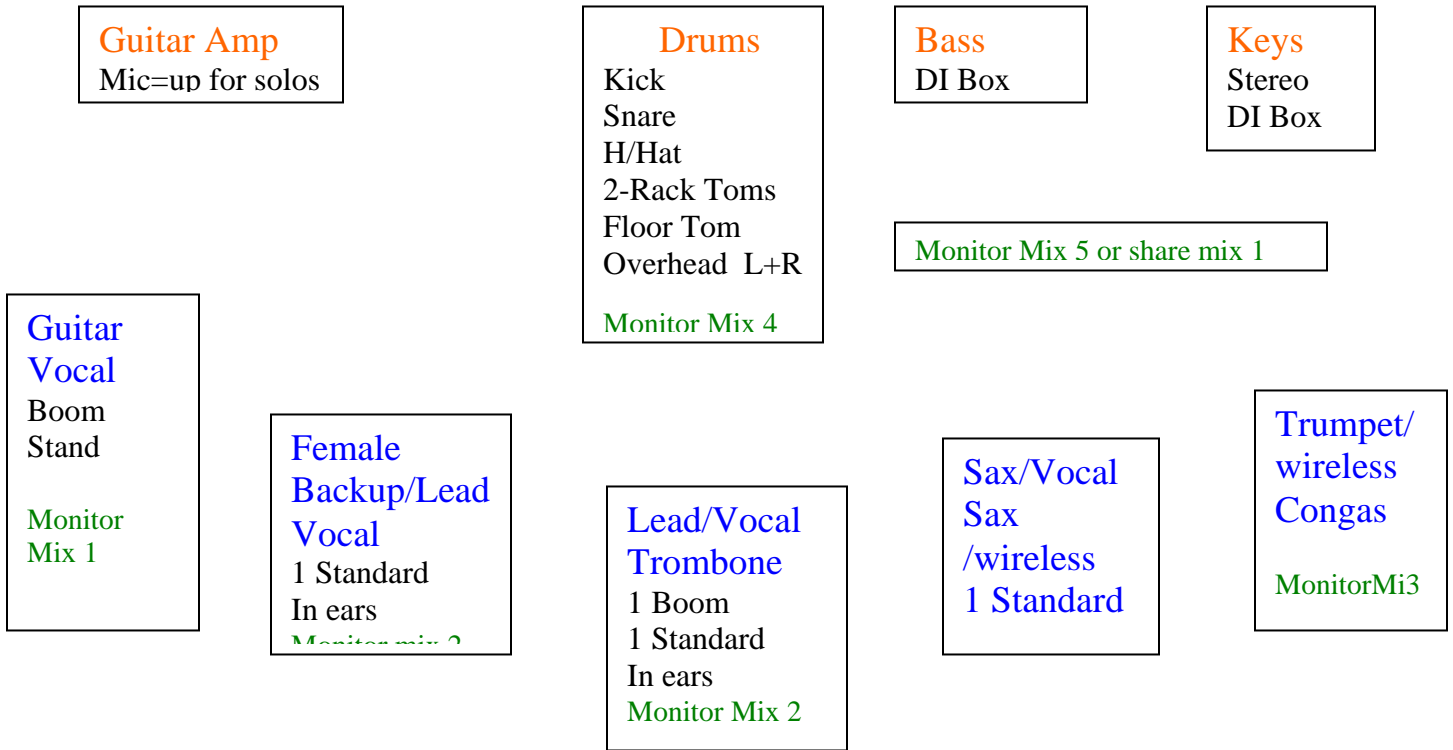 Guitar Amp
Mic=up for solos
Drums
Kick
Snare
H/Hat
2-Rack Toms
Floor Tom
Overhead L+R
Monitor Mix 4
Bass
DI Box
Keys
Stereo
DI Box
Monitor Mix 5 or share mix 1
Guitar
Vocal
Boom
Stand
Monitor
Mix 1
Female
Backup/Lead
Vocal
1 Standard
In ears
Monitor mix 2
Lead/Vocal
Trombone
1 Boom
1 Standard
In ears
Monitor Mix 2
Sax/Vocal
Sax
/wireless
1 Standard
Trumpet/
wireless
Congas
MonitorMi3